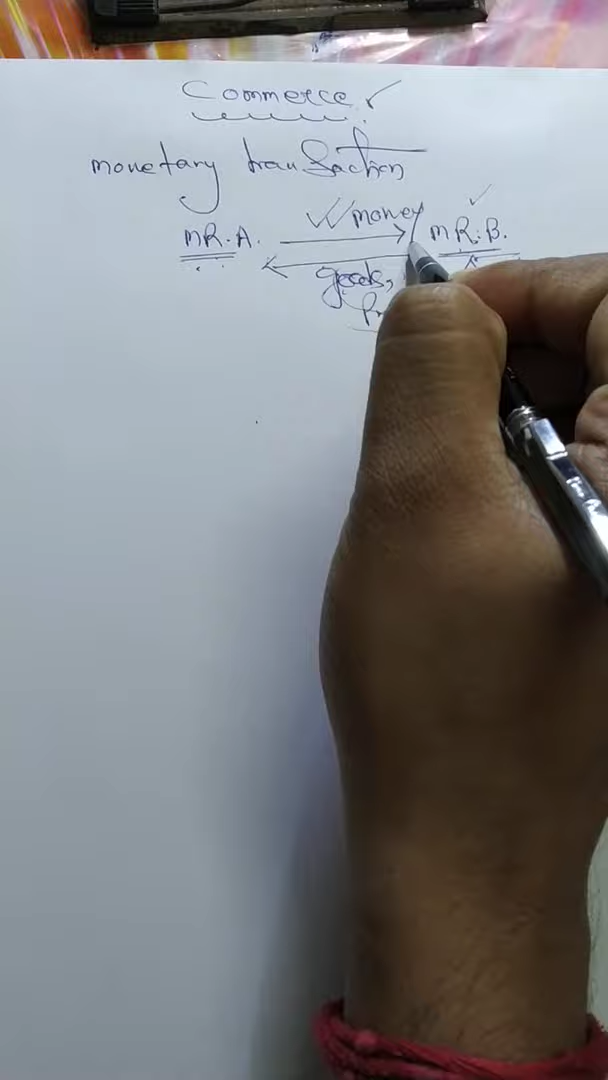 Commerce
monetary transaction
money
MR. A. MR. B.
goods,